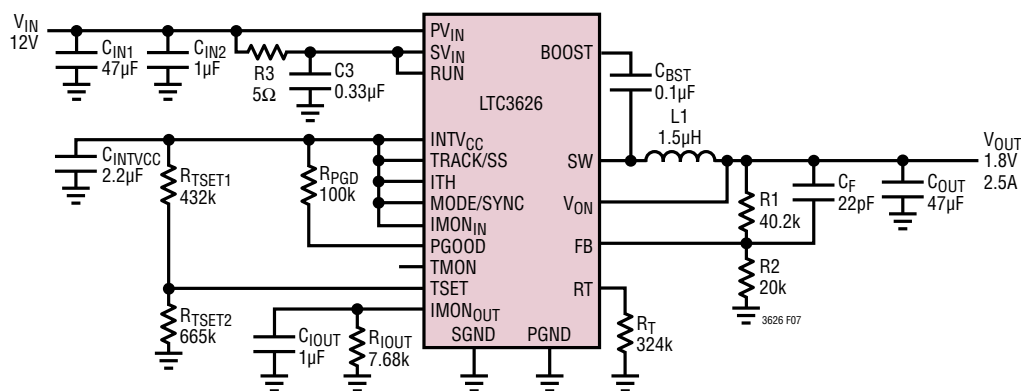 VIN
12V
CIN1
47µF
CIN2
1µF
R3
5Ω
C3
0.33µF
PVIN
SVIN
RUN
BOOST
LTC3626
CBST
0.1µF
L1
1.5µH
INTVCC
TRACK/SS
ITH
MODE/SYNC
IMONIN
PGOOD
TMON
TSET
IMONOUT
SGND
PGND
SW
VON
FB
RT
CINTVCC
2.2µF
RTSET1
432k
RPGD
100k
RTSET2
665k
CIOUT
1µF
RIOUT
7.68k
VOUT
1.8V
2.5A
R1
40.2k
CF
22pF
COUT
47µF
R2
20k
RT
324k
3626 F07